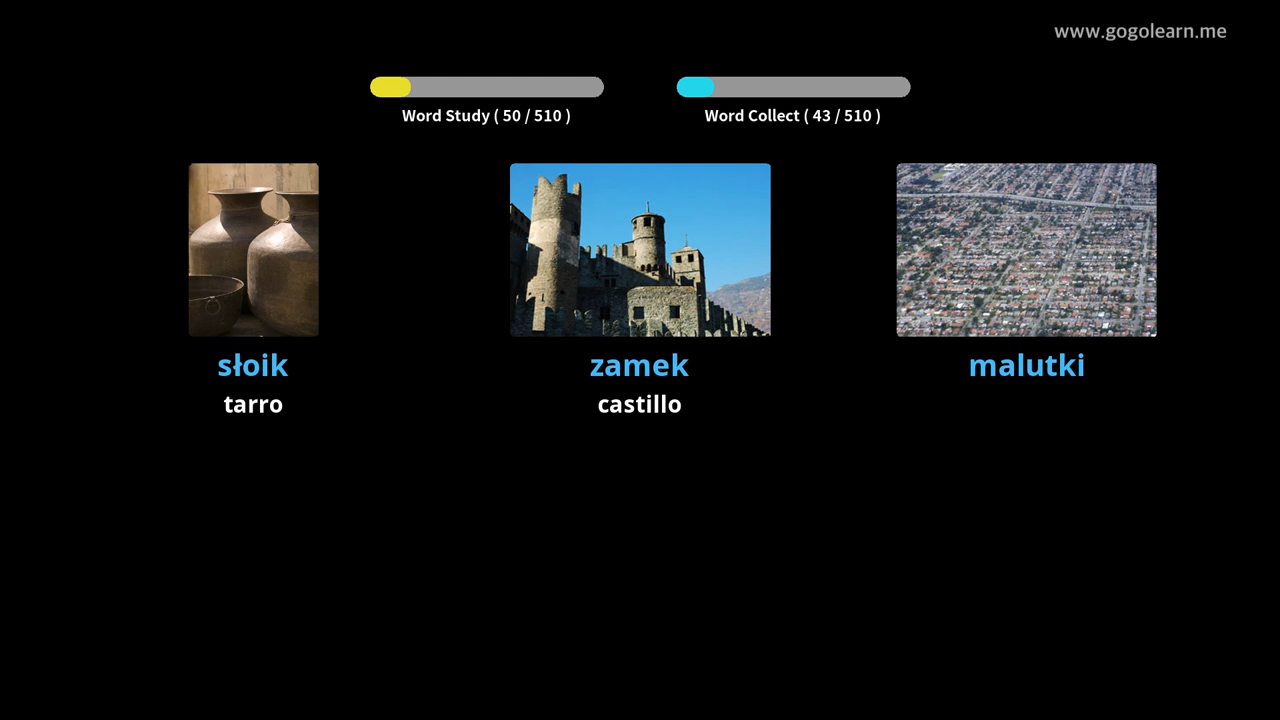 www.gogolearn.me
Word Study ( 50 / 510 )
Word Collect ( 43 / 510 )
słoik
zamek
malutki
tarro
castillo